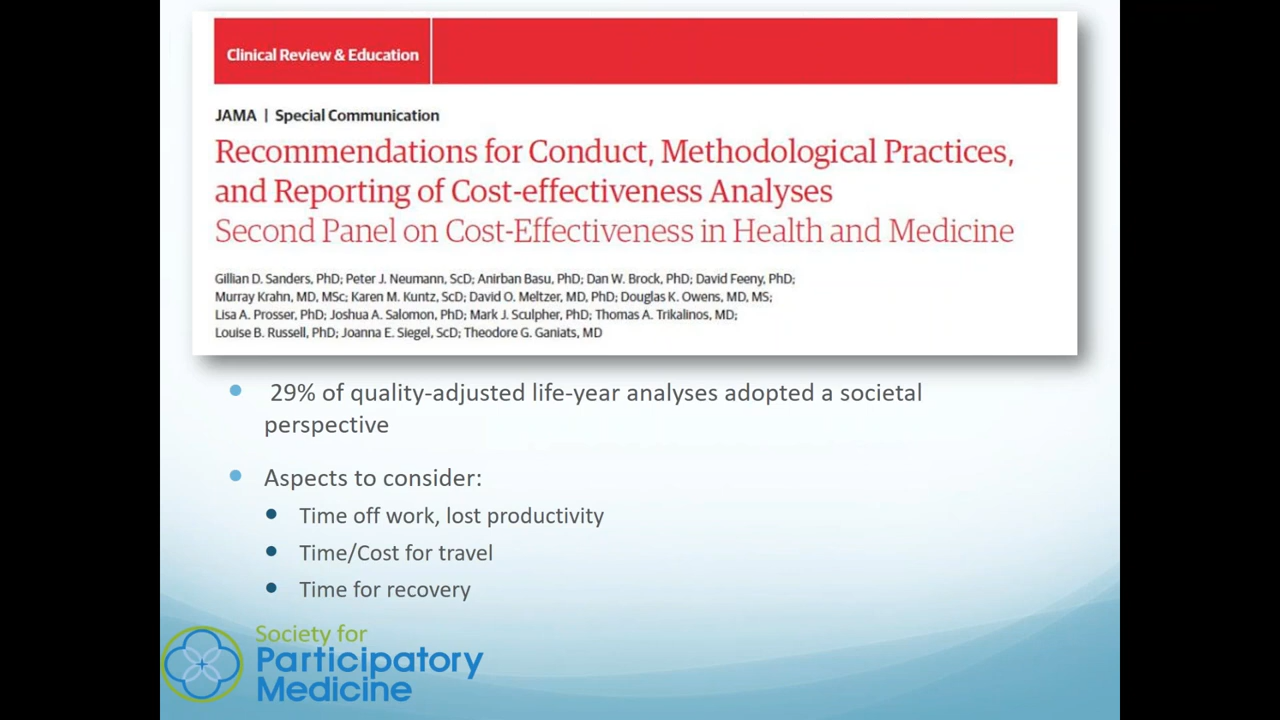 Clinical Review & Education
JAMA | Special Communication
Recommendations for Conduct, Methodological Practices,
and Reporting of Cost-effectiveness Analyses
Second Panel on Cost-Effectiveness in Health and Medicine
Gillian D. Sanders, PhD; Peter J. Neumann, ScD; Anirban Basu, PhD; Dan W. Brock, PhD; David Feeny, PhD;
Murray Krahn, MD, MSc; Karen M. Kuntz, ScD; David O. Meltzer, MD, PhD; Douglas K. Owens, MD, MS;
Lisa A. Prosser, PhD; Joshua A. Salomon, PhD; Mark J. Sculpher, PhD; Thomas A. Trikalinos, MD;
Louise B. Russell, PhD; Joanna E. Siegel, ScD; Theodore G. Ganiats, MD
29% of quality-adjusted life-year analyses adopted a societal
perspective
Aspects to consider:
Time off work, lost productivity
Time/Cost for travel
Time for recovery
Society for
Participatory
Medicine